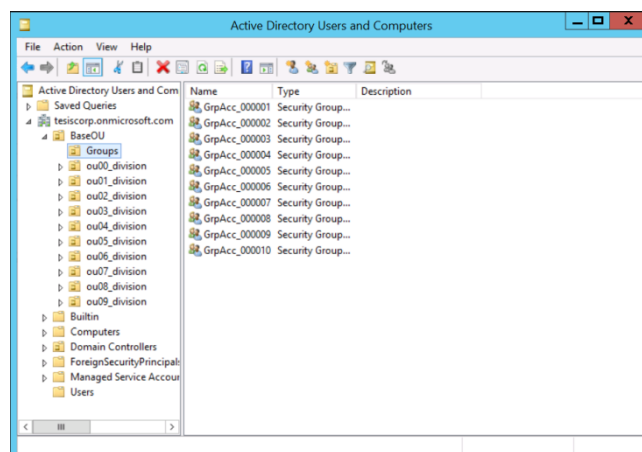 Active Directory Users and Computers
File Action View Help
Active Directory Users and Com
Saved Queries
tesiscorp.onmicrosoft.com
BaseOU
Groups
ou00_division
ou01_division
ou02_division
ou03_division
ou04_division
ou05_division
ou06_division
ou07_division
ou08_division
ou09_division
Builtin
Computers
Domain Controllers
ForeignSecurityPrincipals
Managed Service Accour
Users
Name Type Description
GrpAcc_000001 Security Group...
GrpAcc_000002 Security Group...
GrpAcc_000003 Security Group...
GrpAcc_000004 Security Group...
GrpAcc_000005 Security Group...
GrpAcc_000006 Security Group...
GrpAcc_000007 Security Group...
GrpAcc_000008 Security Group...
GrpAcc_000009 Security Group...
GrpAcc_000010 Security Group...